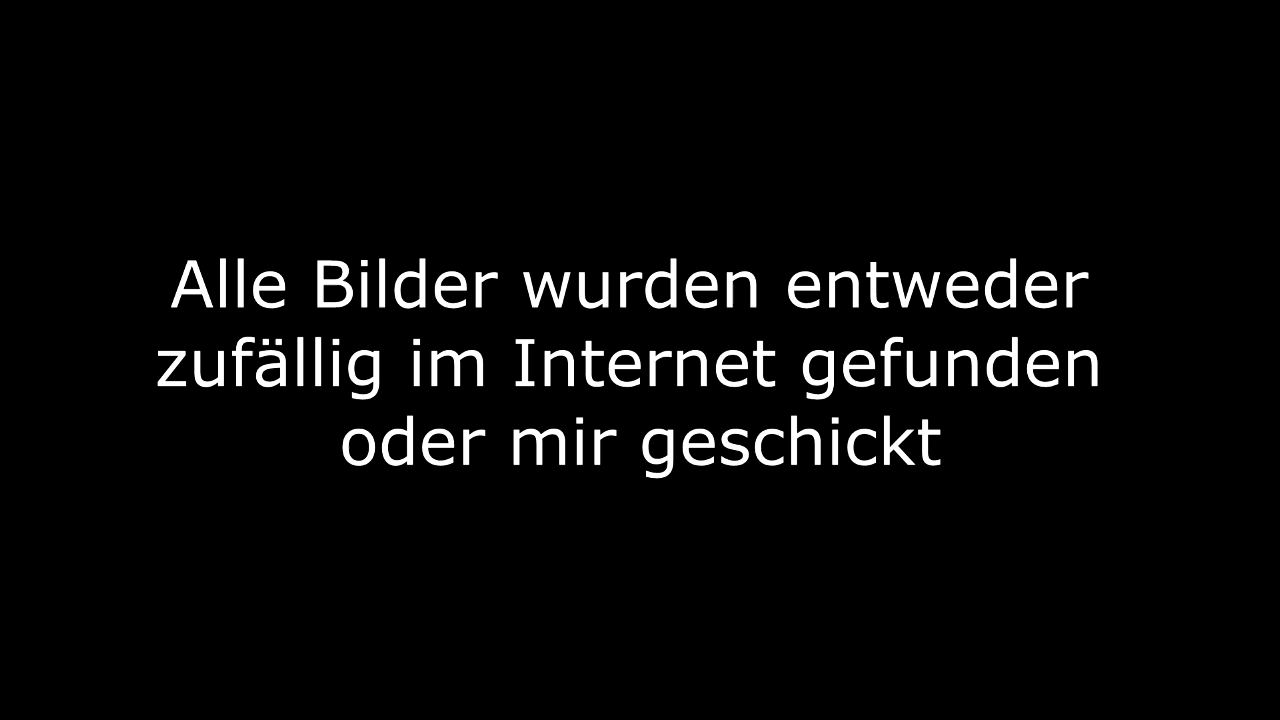 Alle Bilder wurden entweder
zufällig im Internet gefunden
oder mir geschickt